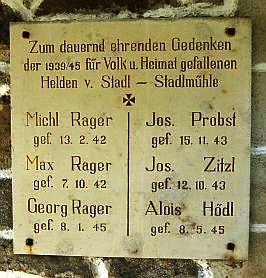 Zum dauernd ehrenden Gedenken
der 1939/45 für Volk u. Heimat gefallenen
Helden v. Stadl — Stadlmühle
Michl Rager
gef. 13. 2. 42
Max Rager
gef. 7. 10. 42
Georg Rager
gef. 8. 1. 45
Jos. Probst
gef. 15. 11. 43
Jos. Zitzl
gef. 12. 10. 43
Alois Hödl
gef. 8. 5. 45